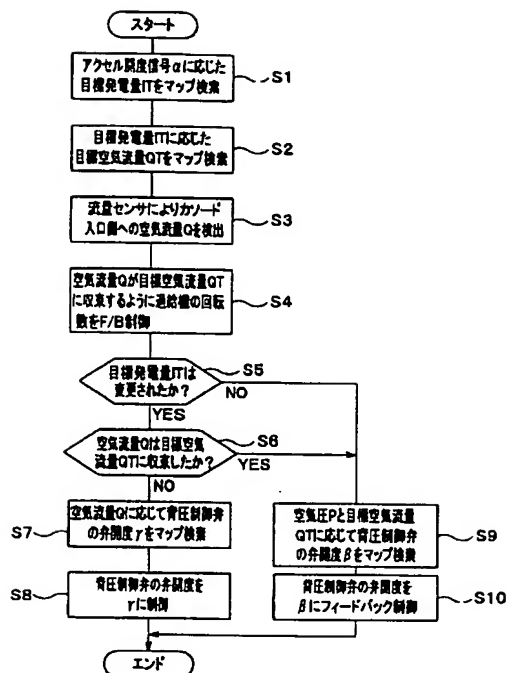 スタート
アクセル開度信号αに応じた
目標発電量ITをマップ検索
S1
目標発電量ITに応じた
目標空気流量QTをマップ検索
S2
流量センサによりカソード
入口側への空気流量Qを検出
S3
空気流量Qが目標空気流量QT
に収束するように過給機の回転
数をF/B制御
S4
目標発電量ITは
変更されたか?
S5
NO
YES
空気流量Qは目標空気
流量QTに収束したか?
S6
YES
NO
空気流量Qに応じて背圧制御弁
の弁開度γをマップ検索
S7
背圧制御弁の弁開度を
γに制御
S8
空気圧Pと目標空気流量
QTに応じて背圧制御弁の
弁開度βをマップ検索
S9
背圧制御弁の弁開度を
βにフィードバック制御
S10
エンド